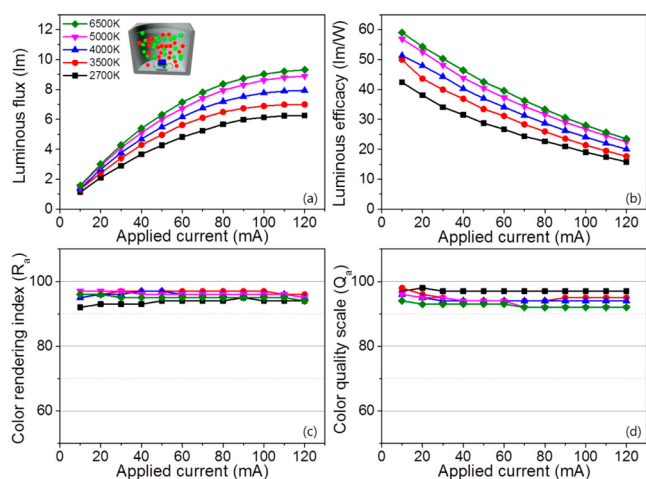 6500K
5000K
4000K
3500K
2700K
12
10
8
6
4
2
0
Luminous flux (lm)
0 20 40 60 80 100 120
Applied current (mA)
(a)
60
50
40
30
20
10
0
Luminous efficacy (lm/W)
0 20 40 60 80 100 120
Applied current (mA)
(b)
100
80
60
Color rendering index (Ra)
0 20 40 60 80 100 120
Applied current (mA)
(c)
100
80
60
Color quality scale (Qa)
0 20 40 60 80 100 120
Applied current (mA)
(d)